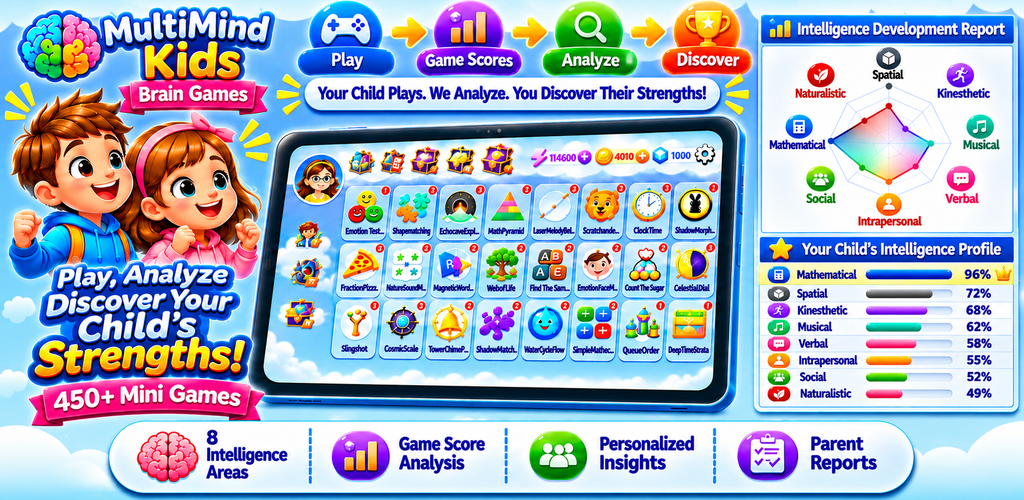 MultiMind
Kids
Brain Games
Play
Game Scores
Analyze
Discover
Your Child Plays. We Analyze. You Discover Their Strengths!
Play, Analyze
Discover Your
Child's
Strengths!
450+ Mini Games
114600
4010
1000
Emotion Test...
Shapematching
EchocaveExpl...
MathPyramid
LaserMelodyBel...
Scratchande...
ClockTime
ShadowMorph...
FractionPizza...
NatureSoundM...
MagneticWord...
WebofLife
Find The Sam...
EmotionFaceM...
Count The Sugar
CelestialDial
Slingshot
CosmicScale
TowerChimeP...
ShadowMatch...
WaterCycleFlow
SimpleMathec...
QueueOrder
DeepTimeStrata
Intelligence Development Report
Spatial
Naturalistic
Kinesthetic
Mathematical
Musical
Social
Verbal
Intrapersonal
Your Child's Intelligence Profile
Mathematical 96%
Spatial 72%
Kinesthetic 68%
Musical 62%
Verbal 58%
Intrapersonal 55%
Social 52%
Naturalistic 49%
8
Intelligence
Areas
Game Score
Analysis
Personalized
Insights
Parent
Reports